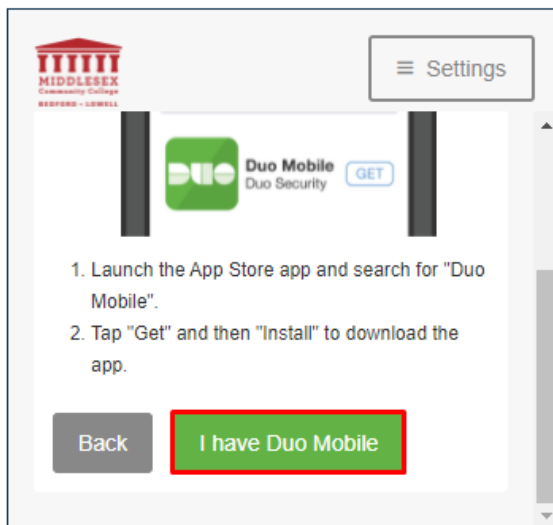 MIDDLESEX
Community College
BEDFORD - LOWELL
≡ Settings
Duo Mobile
Duo Security
GET
1. Launch the App Store app and search for "Duo
Mobile".
2. Tap "Get" and then "Install" to download the
app.
Back
I have Duo Mobile